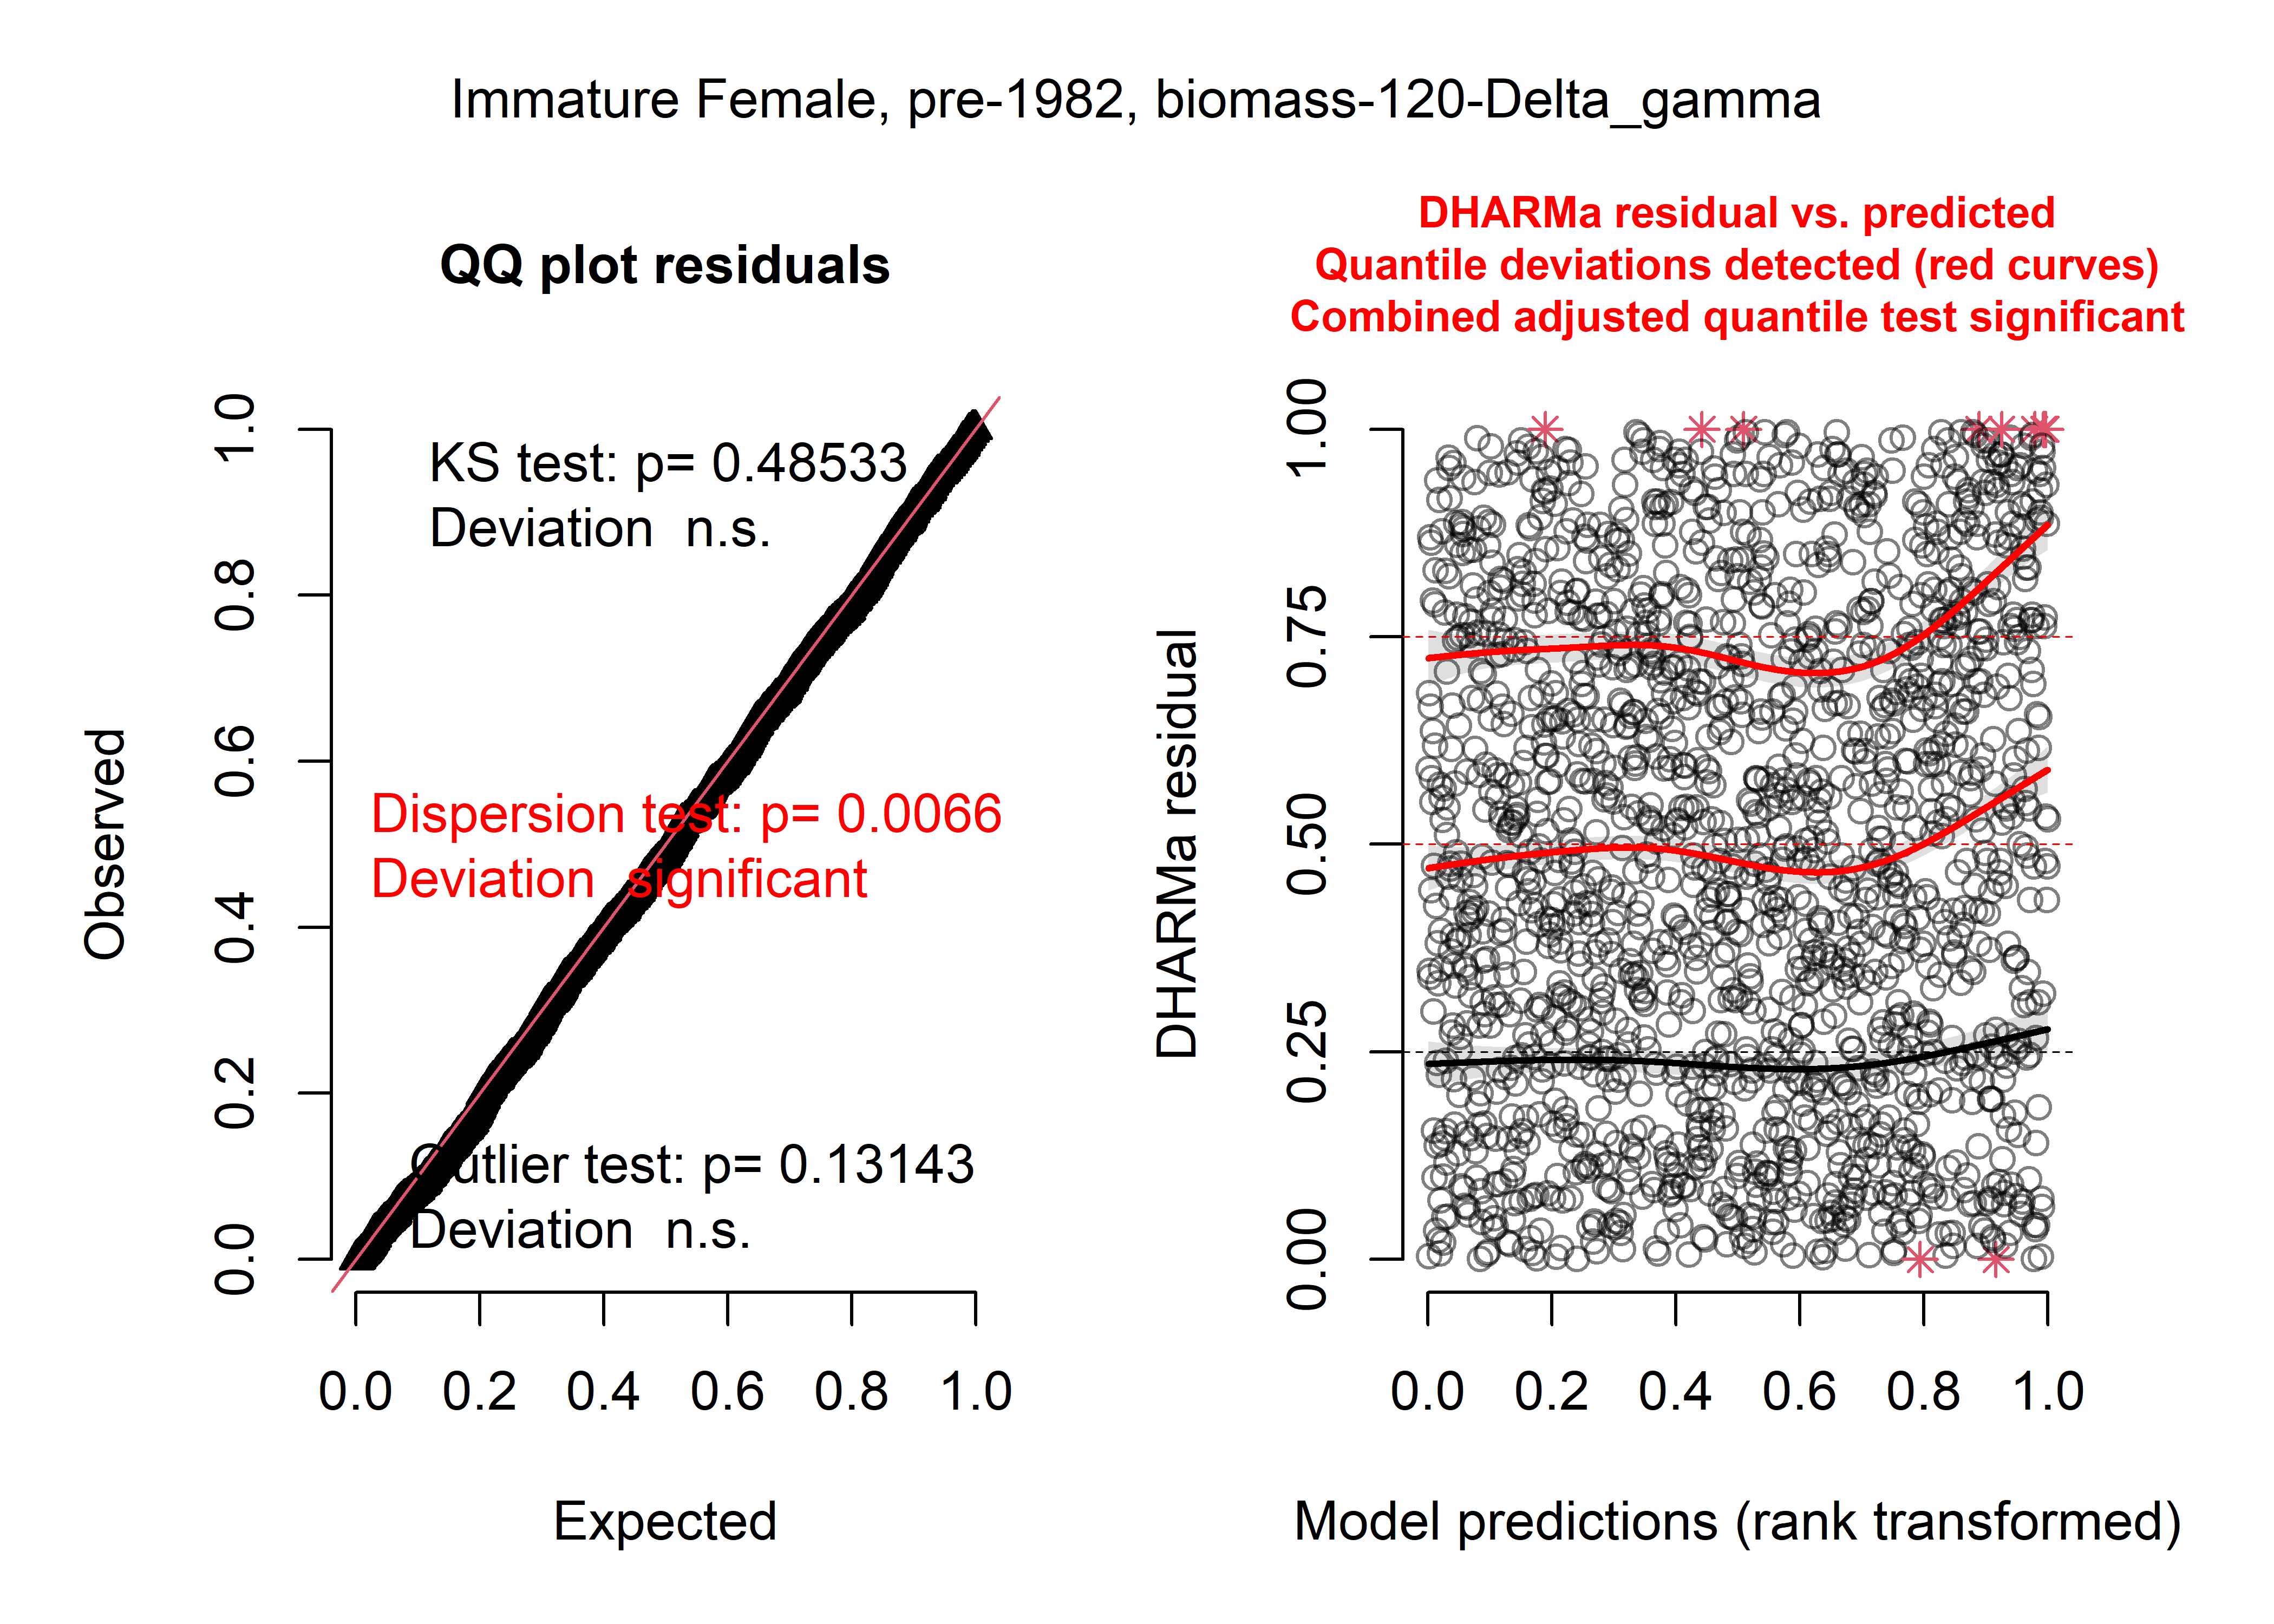 Immature Female, pre-1982, biomass-120-Delta_gamma
QQ plot residuals
KS test: p= 0.48533
Deviation  n.s.
Dispersion test: p= 0.0066
Deviation  significant
Outlier test: p= 0.13143
Deviation  n.s.
Observed
0.0 0.2 0.4 0.6 0.8 1.0
0.0 0.2 0.4 0.6 0.8 1.0
Expected
DHARMa residual vs. predicted
Quantile deviations detected (red curves)
Combined adjusted quantile test significant
DHARMa residual
0.00 0.25 0.50 0.75 1.00
0.0 0.2 0.4 0.6 0.8 1.0
Model predictions (rank transformed)